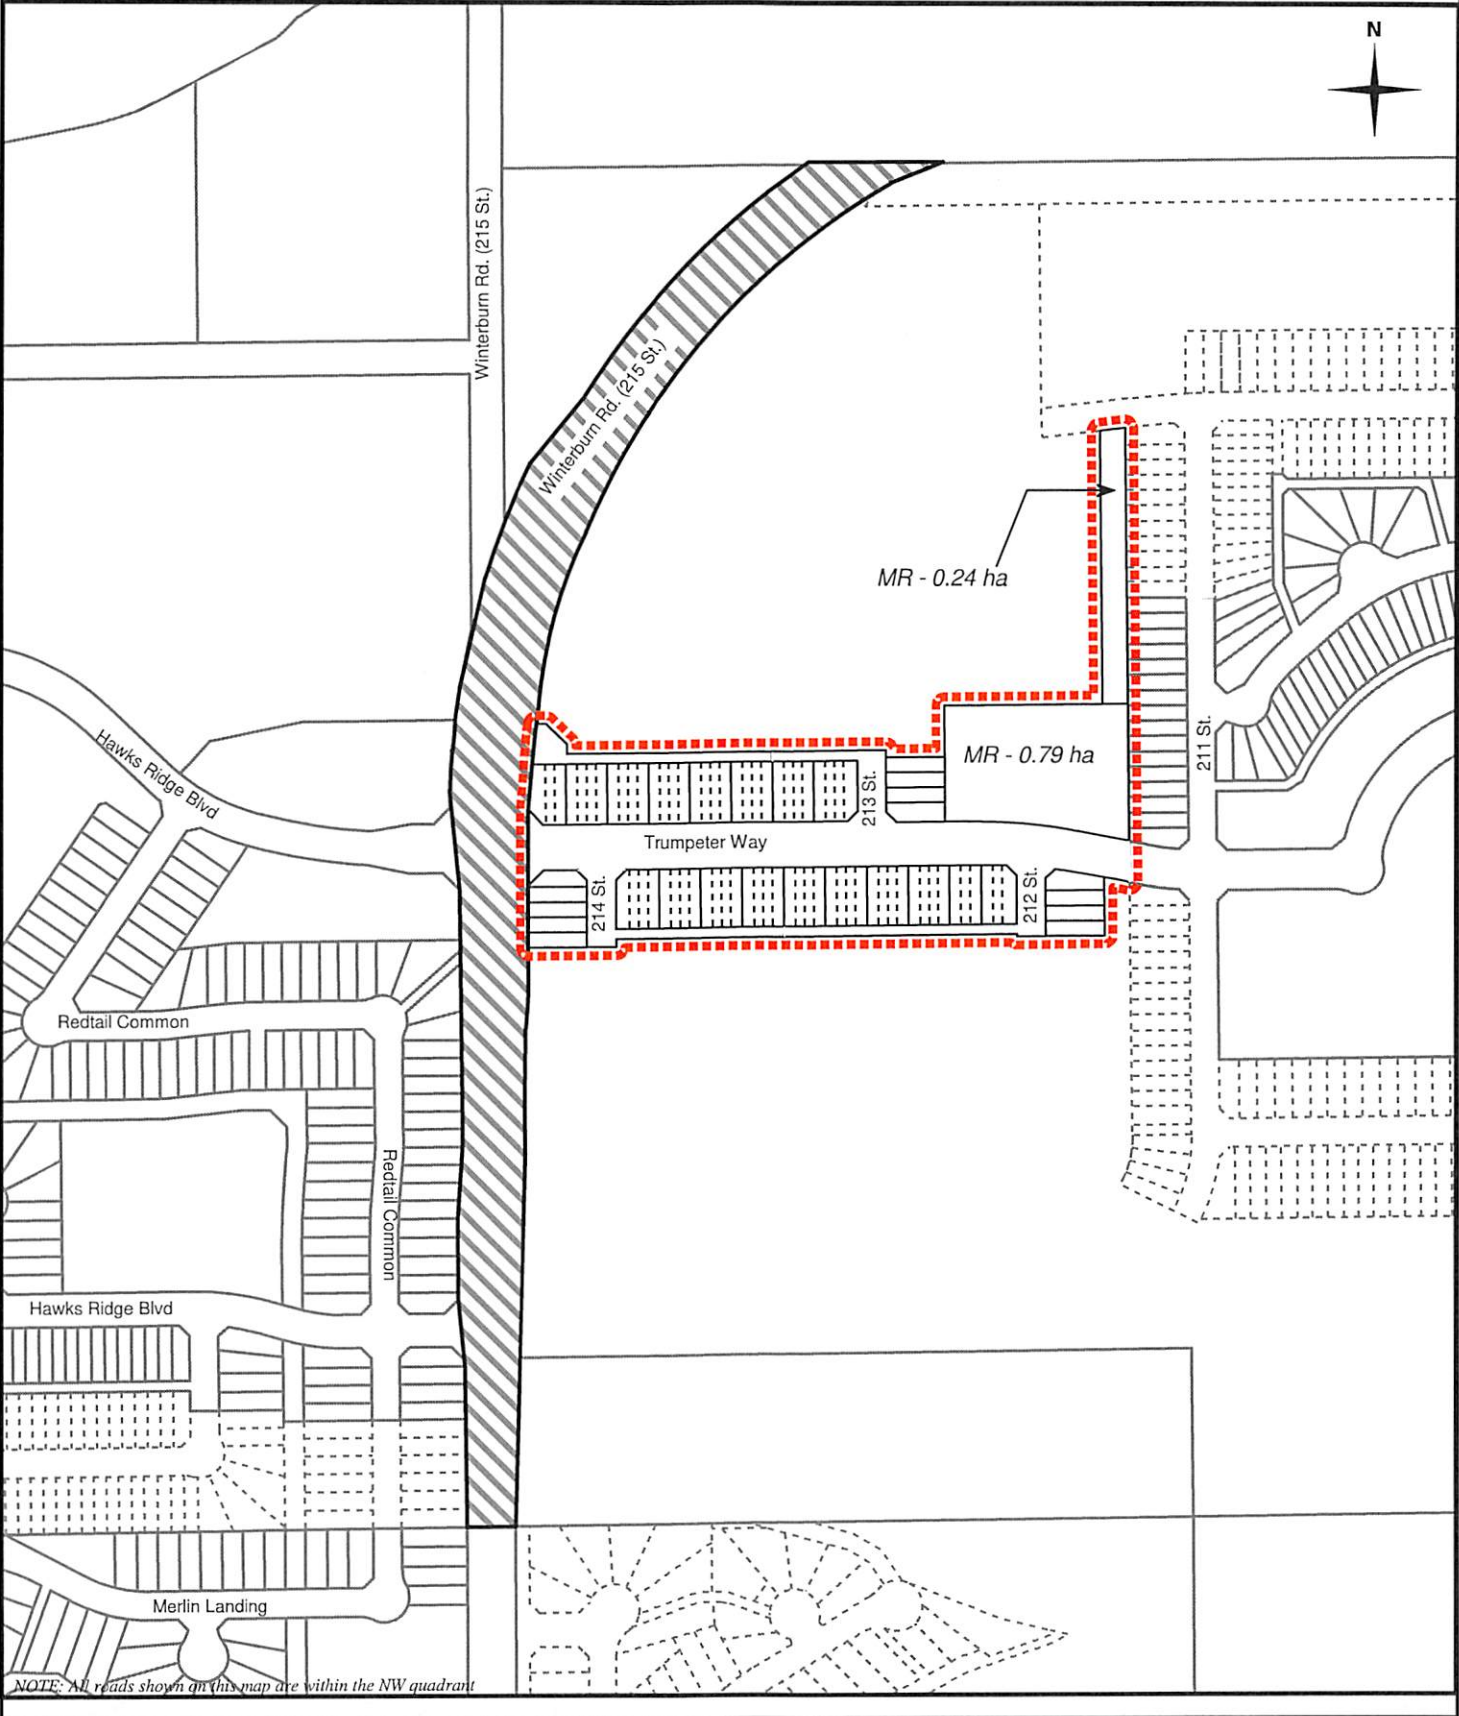 N
Winterburn Rd. (215 St.)
Winterburn Rd. (215 St.)
MR - 0.24 ha
Hawks Ridge Blvd
MR - 0.79 ha
211 St.
213 St.
Trumpeter Way
214 St.
212 St.
Redtail Common
Redtail Common
Hawks Ridge Blvd
Merlin Landing
NOTE: All roads shown on this map are within the NW quadrant